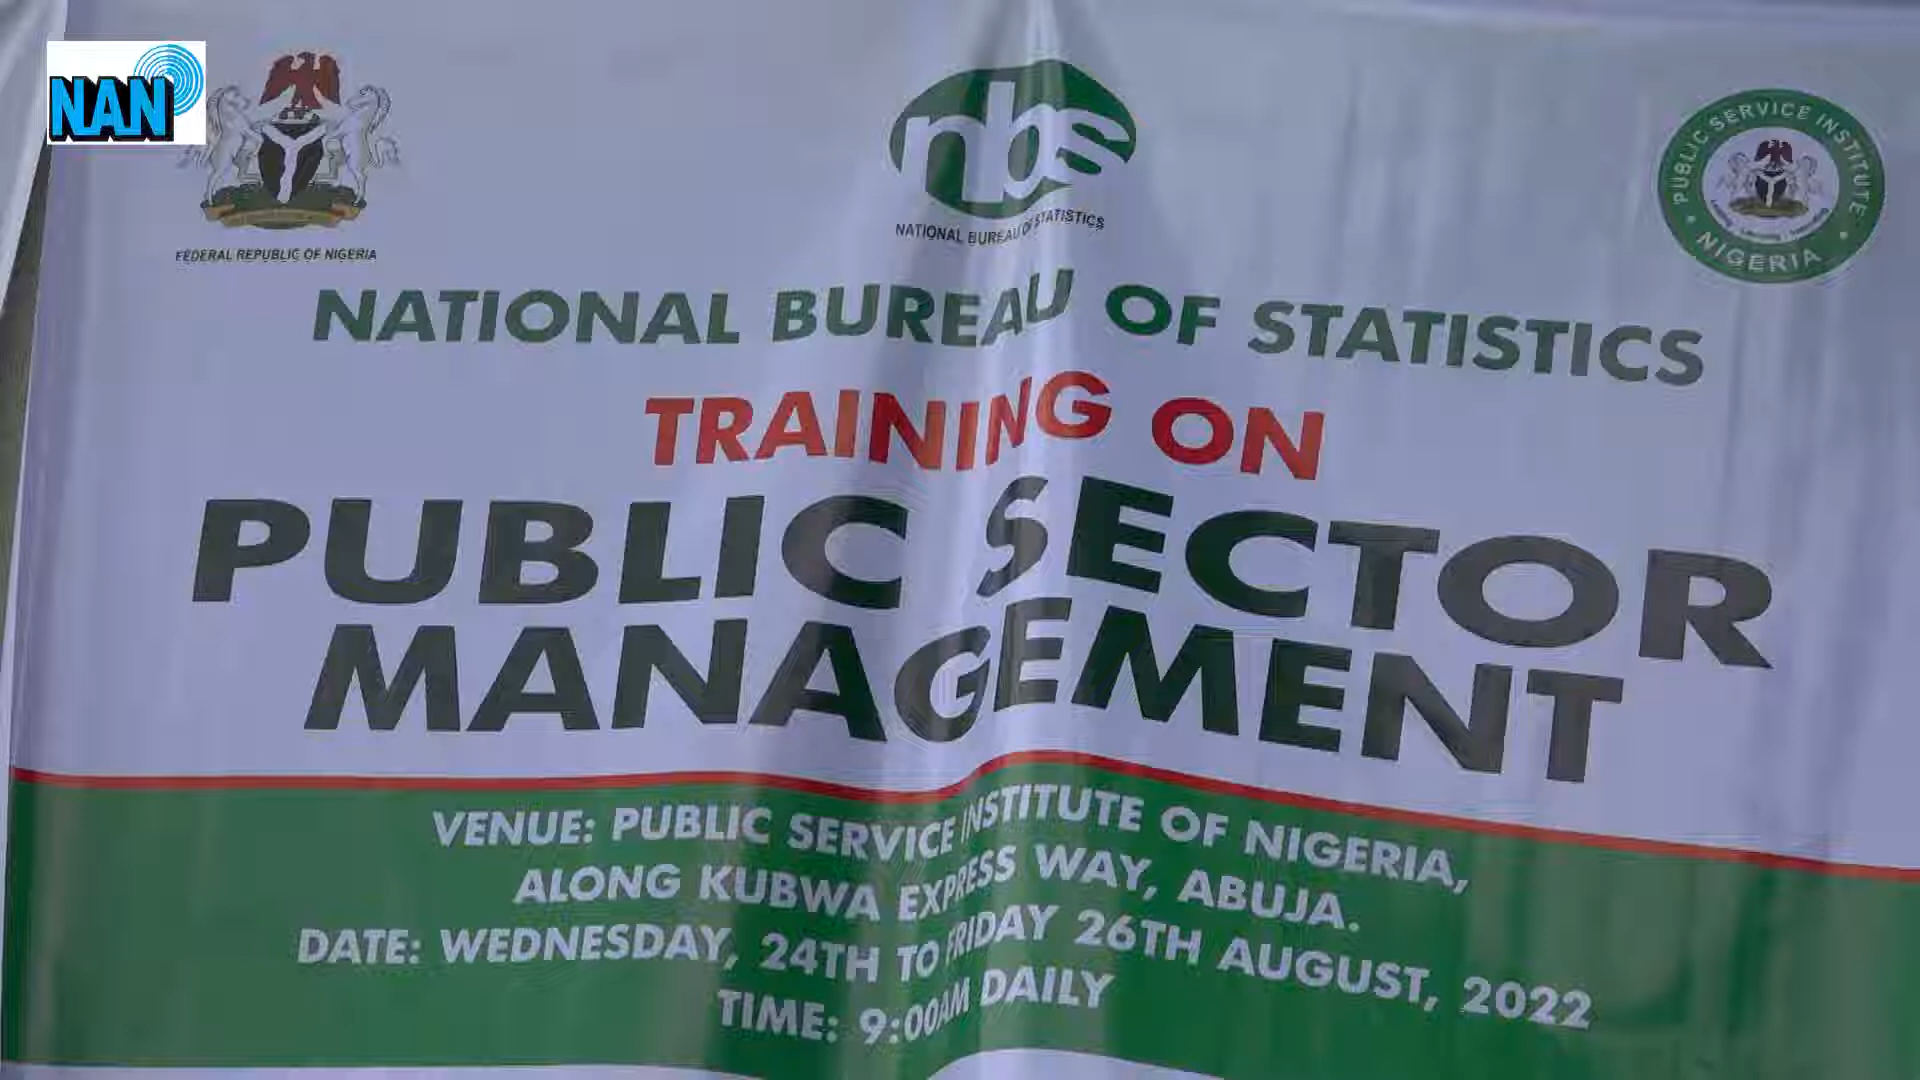 NAN
FEDERAL REPUBLIC OF NIGERIA
nbs
NATIONAL BUREAU OF STATISTICS
PUBLIC SERVICE INSTITUTE
NIGERIA
NATIONAL BUREAU OF STATISTICS
TRAINING ON
PUBLIC SECTOR
MANAGEMENT
VENUE: PUBLIC SERVICE INSTITUTE OF NIGERIA,
ALONG KUBWA EXPRESS WAY, ABUJA.
DATE: WEDNESDAY, 24TH TO FRIDAY 26TH AUGUST, 2022
TIME: 9:00AM DAILY